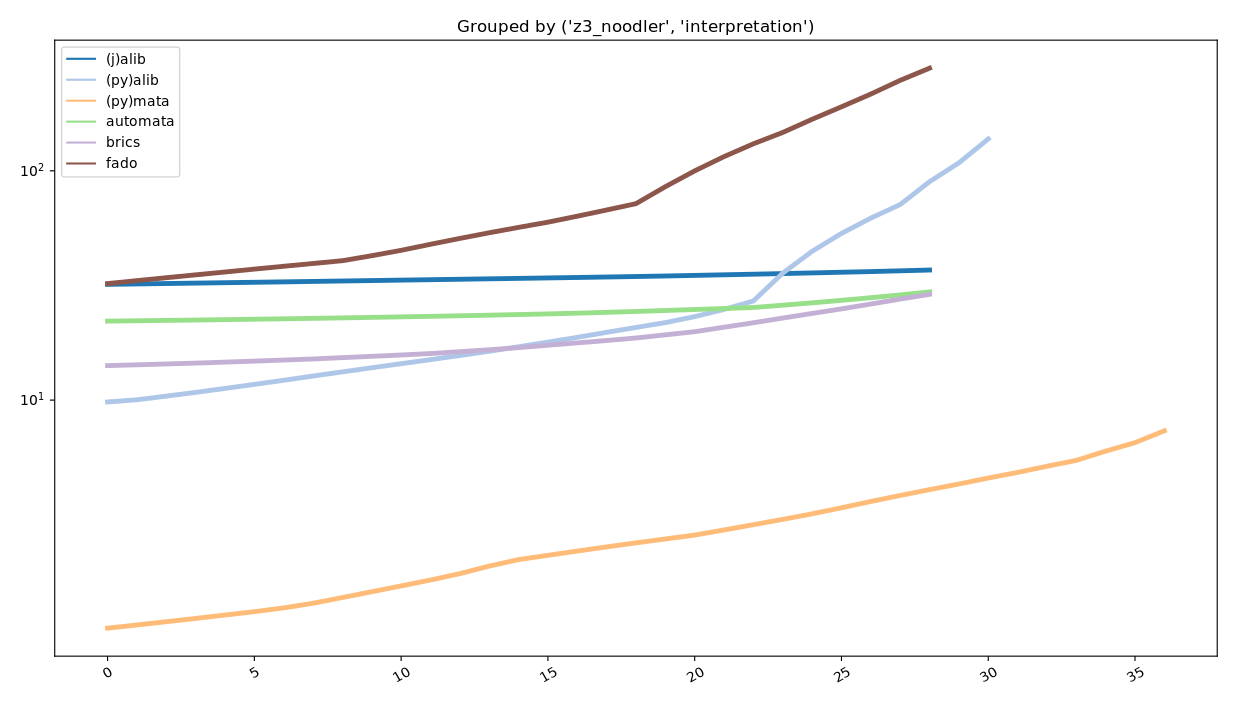 Grouped by ('z3_noodler', 'interpretation')
(j)alib
(py)alib
(py)mata
automata
brics
fado
10²
10¹
0 5 10 15 20 25 30 35